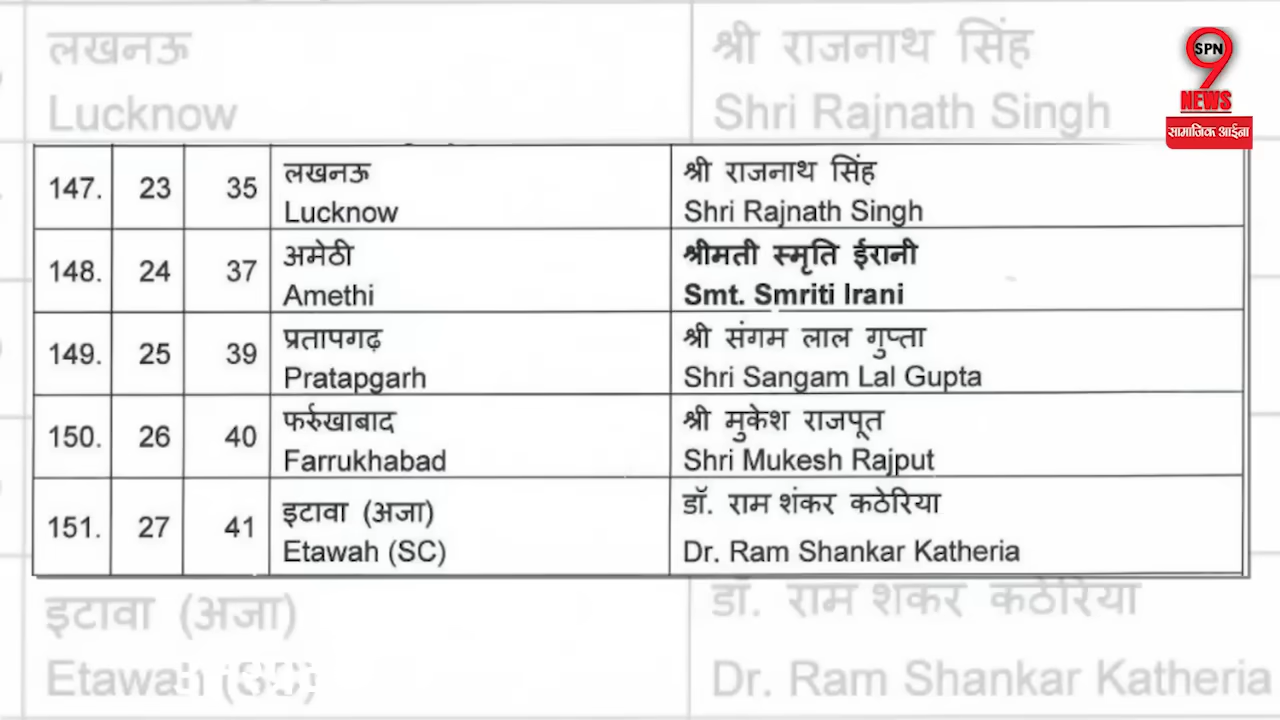 लखनऊ
Lucknow
श्री राजनाथ सिंह
Shri Rajnath Singh
SPN
9
NEWS
सामाजिक आईना
147. 23 35 लखनऊ श्री राजनाथ सिंह
Lucknow Shri Rajnath Singh
148. 24 37 अमेठी श्रीमती स्मृति ईरानी
Amethi Smt. Smriti Irani
149. 25 39 प्रतापगढ़ श्री संगम लाल गुप्ता
Pratapgarh Shri Sangam Lal Gupta
150. 26 40 फर्रुखाबाद श्री मुकेश राजपूत
Farrukhabad Shri Mukesh Rajput
151. 27 41 इटावा (अजा) डॉ. राम शंकर कठेरिया
Etawah (SC) Dr. Ram Shankar Katheria
इटावा (अजा)
Etawah
डॉ. राम शंकर कठेरिया
Dr. Ram Shankar Katheria